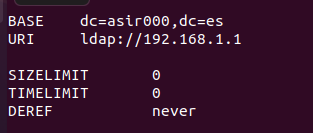 BASE    dc=asir000,dc=es
URI     ldap://192.168.1.1
SIZELIMIT       0
TIMELIMIT       0
DEREF           never